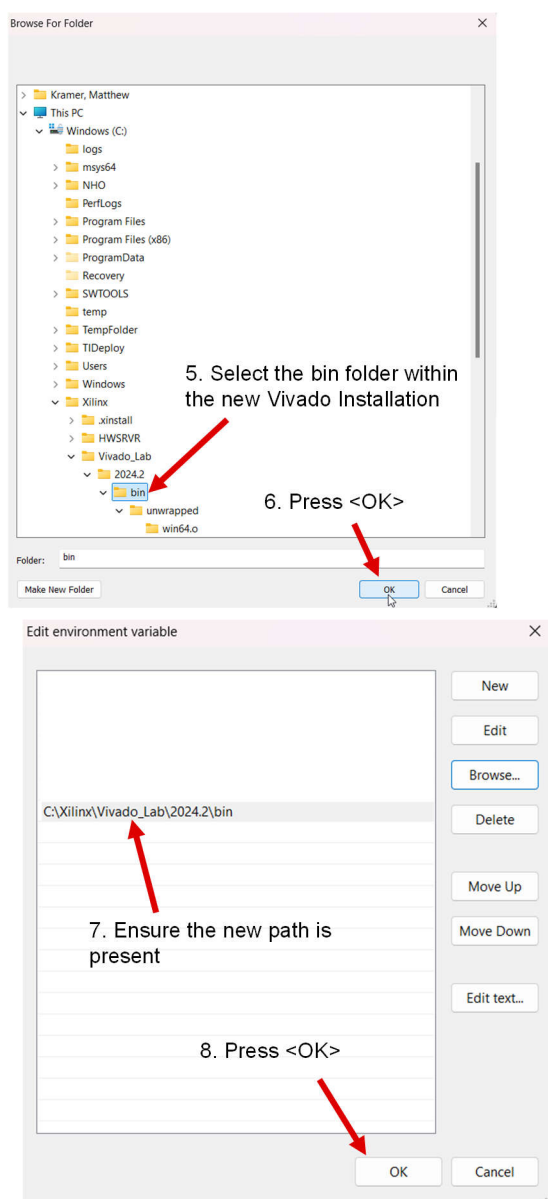 Browse For Folder
Kramer, Matthew
This PC
Windows (C:)
logs
msys64
NHO
PerfLogs
Program Files
Program Files (x86)
ProgramData
Recovery
SWTOOLS
temp
TempFolder
TIDeploy
Users
Windows
Xilinx
.xinstall
HWSRVR
Vivado_Lab
2024.2
bin
unwrapped
win64.o
5. Select the bin folder within
the new Vivado Installation
6. Press <OK>
Folder: bin
Make New Folder OK Cancel
Edit environment variable
New
Edit
Browse...
C:\Xilinx\Vivado_Lab\2024.2\bin
Delete
Move Up
7. Ensure the new path is
present
Move Down
Edit text...
8. Press <OK>
OK Cancel